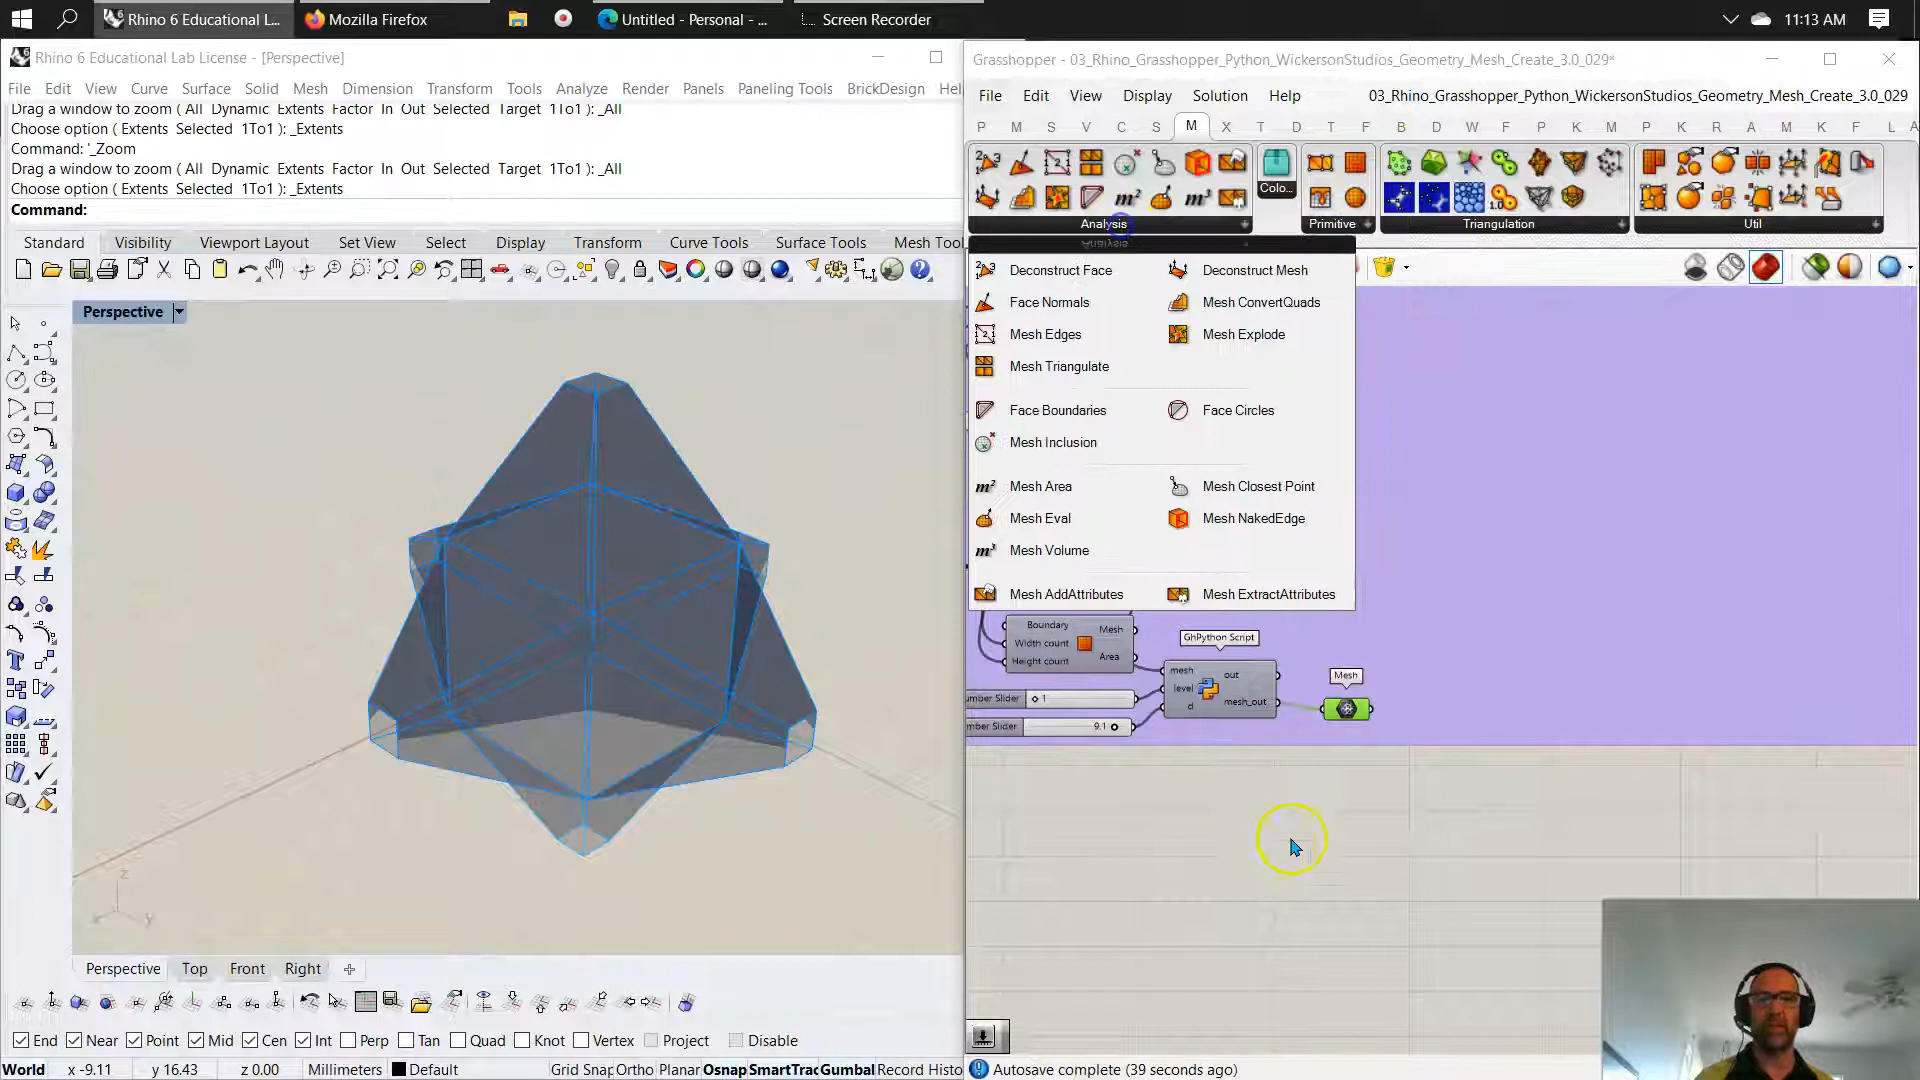 Rhino 6 Educational L...
Mozilla Firefox
Untitled - Personal - ...
Screen Recorder
11:13 AM
Rhino 6 Educational Lab License - [Perspective]
File Edit View Curve Surface Solid Mesh Dimension Transform Tools Analyze Render Panels Paneling Tools BrickDesign Hel
Drag a window to zoom ( All Dynamic Extents Factor In Out Selected Target 1To1 ): _All
Choose option ( Extents Selected 1To1 ): _Extents
Command: '_Zoom
Drag a window to zoom ( All Dynamic Extents Factor In Out Selected Target 1To1 ): _All
Choose option ( Extents Selected 1To1 ): _Extents
Command:
Standard Visibility Viewport Layout Set View Select Display Transform Curve Tools Surface Tools Mesh Tool
Perspective
z
x y
Perspective Top Front Right
End Near Point Mid Cen Int Perp Tan Quad Knot Vertex Project Disable
World x -9.11 y 16.43 z 0.00 Millimeters Default Grid Snap Ortho Planar Osnap SmartTrac Gumbal Record Histo
Grasshopper - 03_Rhino_Grasshopper_Python_WickersonStudios_Geometry_Mesh_Create_3.0_029*
File Edit View Display Solution Help 03_Rhino_Grasshopper_Python_WickersonStudios_Geometry_Mesh_Create_3.0_029
P M S V C S M X T D T F B D W F P K M S P K R A M K F L A
Colo...
Analysis Primitive Triangulation Util
Analysis
Deconstruct Face Deconstruct Mesh
Face Normals Mesh ConvertQuads
Mesh Edges Mesh Explode
Mesh Triangulate
Face Boundaries Face Circles
Mesh Inclusion
m² Mesh Area Mesh Closest Point
Mesh Eval Mesh NakedEdge
m³ Mesh Volume
Mesh AddAttributes Mesh ExtractAttributes
Boundary Mesh
Width count
Height count Area
GhPython Script
mesh out
level
d mesh_out
Mesh
umber Slider 1
umber Slider 9.1
Autosave complete (39 seconds ago)